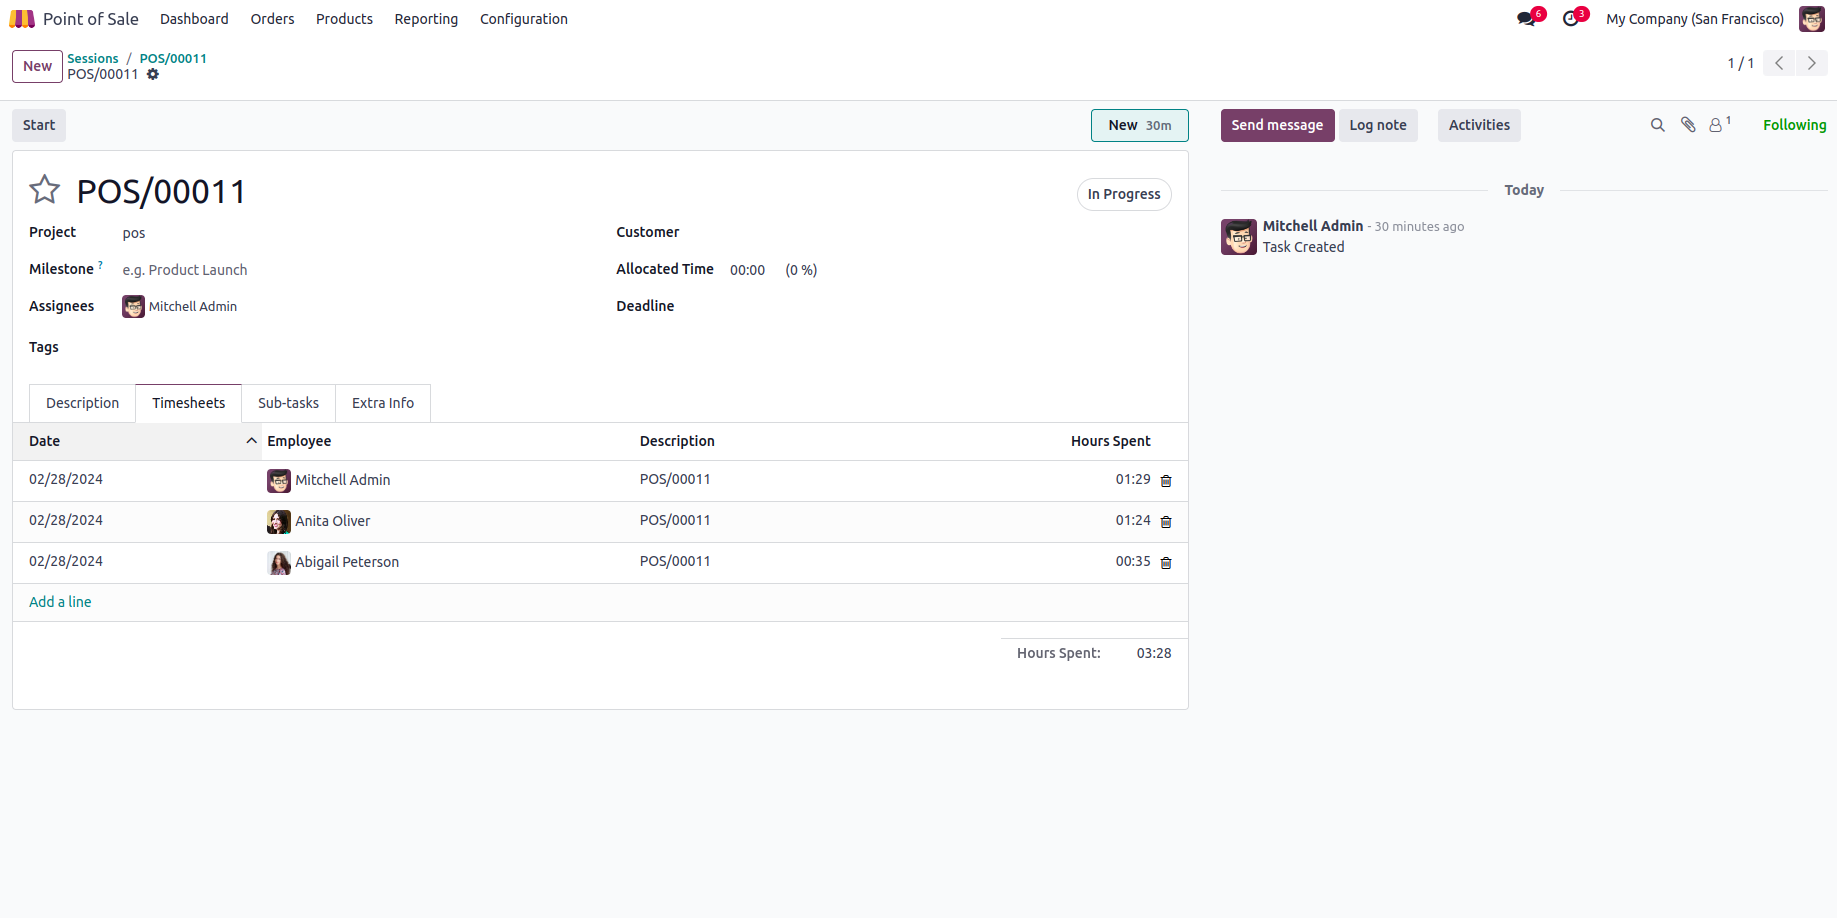 Point of Sale Dashboard Orders Products Reporting Configuration 6 3 My Company (San Francisco)
New Sessions / POS/00011
POS/00011 1 / 1
Start New 30m Send message Log note Activities 1 Following
POS/00011 In Progress
Project pos Customer
Milestone ? e.g. Product Launch Allocated Time 00:00 (0 %)
Assignees Mitchell Admin Deadline
Tags
Today
Mitchell Admin - 30 minutes ago
Task Created
Description Timesheets Sub-tasks Extra Info
Date Employee Description Hours Spent
02/28/2024 Mitchell Admin POS/00011 01:29
02/28/2024 Anita Oliver POS/00011 01:24
02/28/2024 Abigail Peterson POS/00011 00:35
Add a line
Hours Spent: 03:28